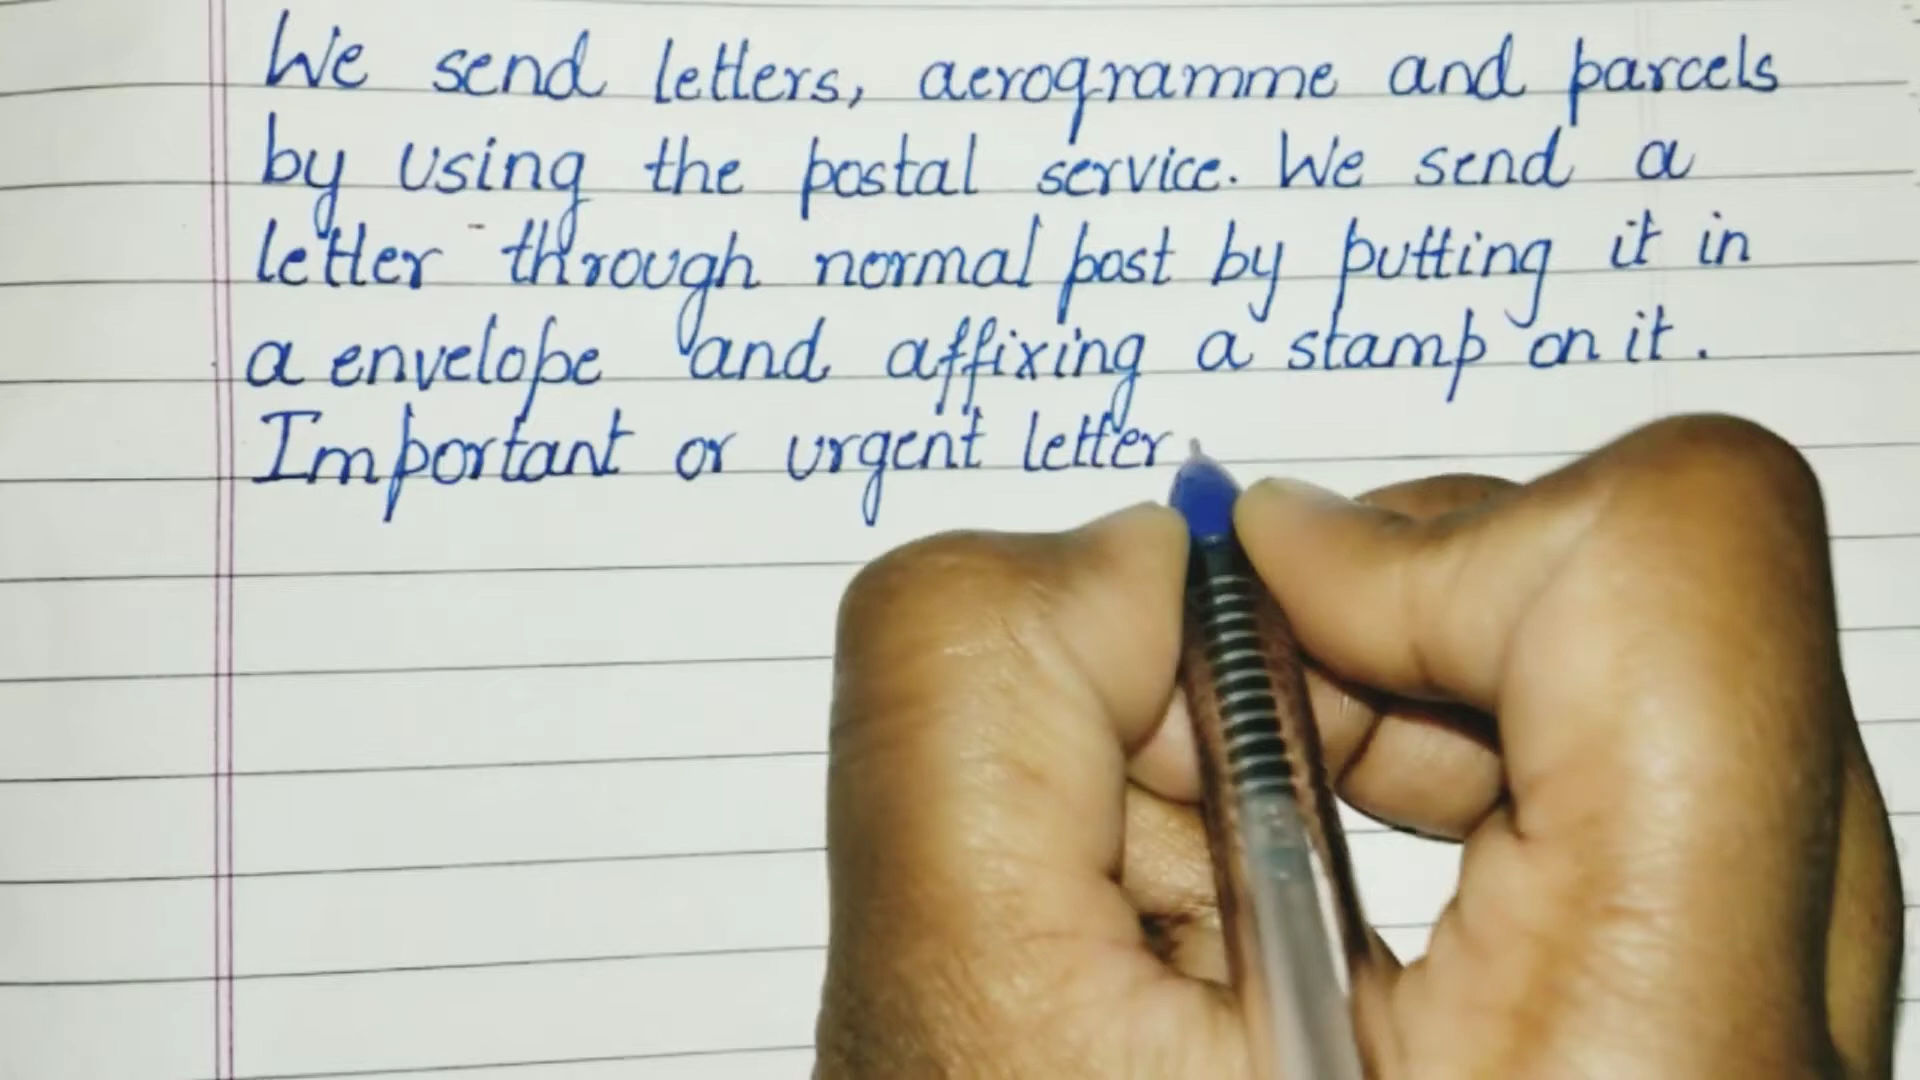 We send letters, aerogramme and parcels
by using the postal service. We send a
letter through normal post by putting it in
a envelope and affixing a stamp on it.
Important or urgent letter